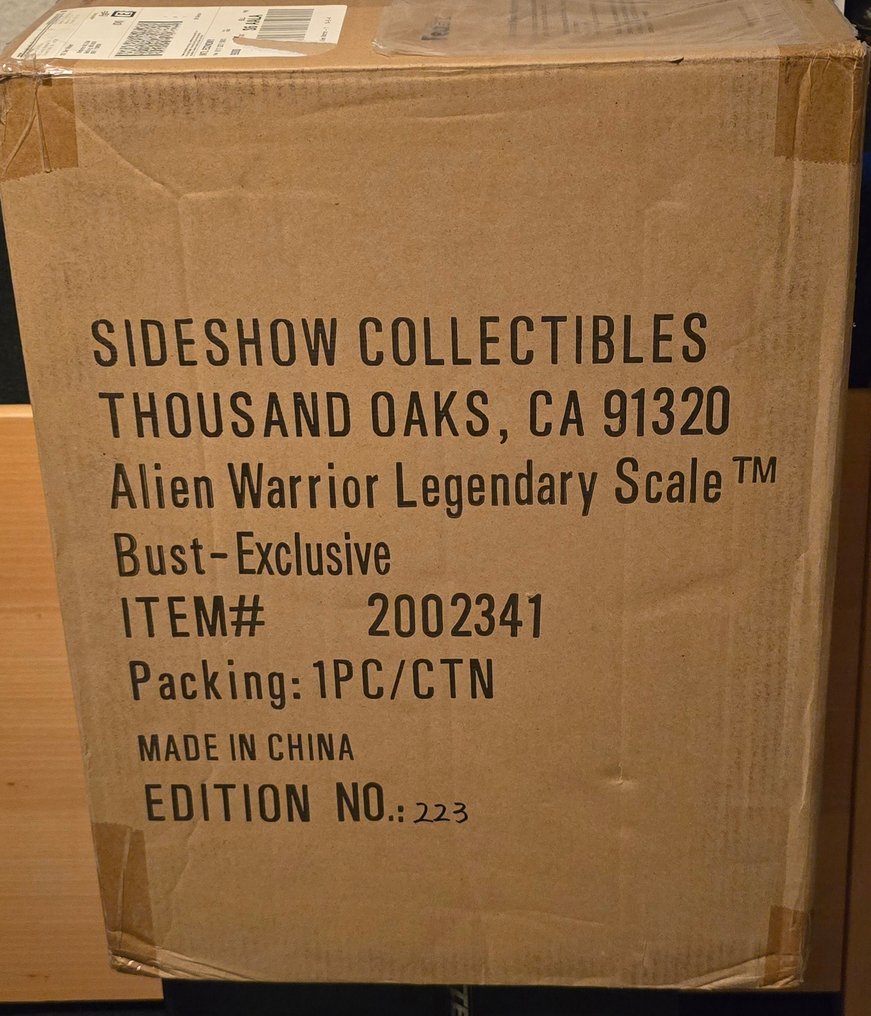 SIDESHOW COLLECTIBLES
THOUSAND OAKS, CA 91320
Alien Warrior Legendary Scale™
Bust-Exclusive
ITEM# 2002341
Packing: 1PC/CTN
MADE IN CHINA
EDITION NO.: 223